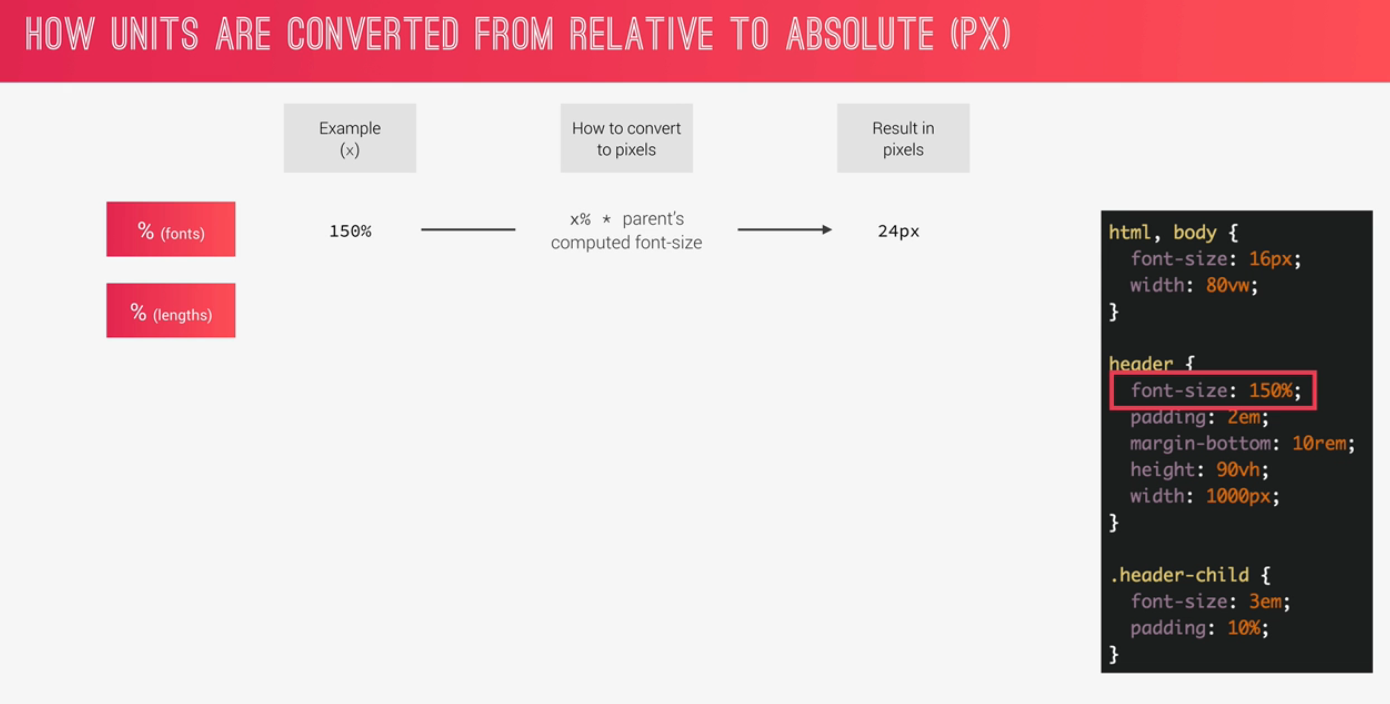 HOW UNITS ARE CONVERTED FROM RELATIVE TO ABSOLUTE (PX)
Example
(x)
How to convert
to pixels
Result in
pixels
% (fonts)
150%
x% * parent's
computed font-size
24px
% (lengths)
html, body {
font-size: 16px;
width: 80vw;
}
header {
font-size: 150%;
padding: 2em;
margin-bottom: 10rem;
height: 90vh;
width: 1000px;
}
.header-child {
font-size: 3em;
padding: 10%;
}